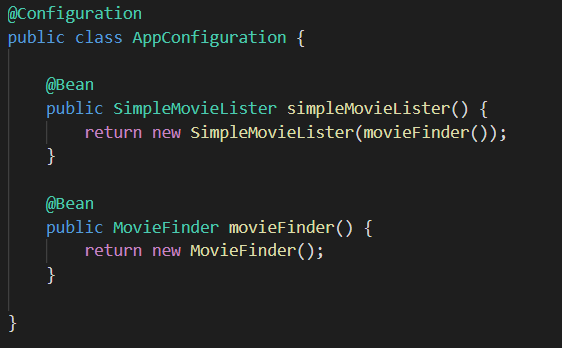 @Configuration
public class AppConfiguration {
@Bean
public SimpleMovieLister simpleMovieLister() {
return new SimpleMovieLister(movieFinder());
}
@Bean
public MovieFinder movieFinder() {
return new MovieFinder();
}
}